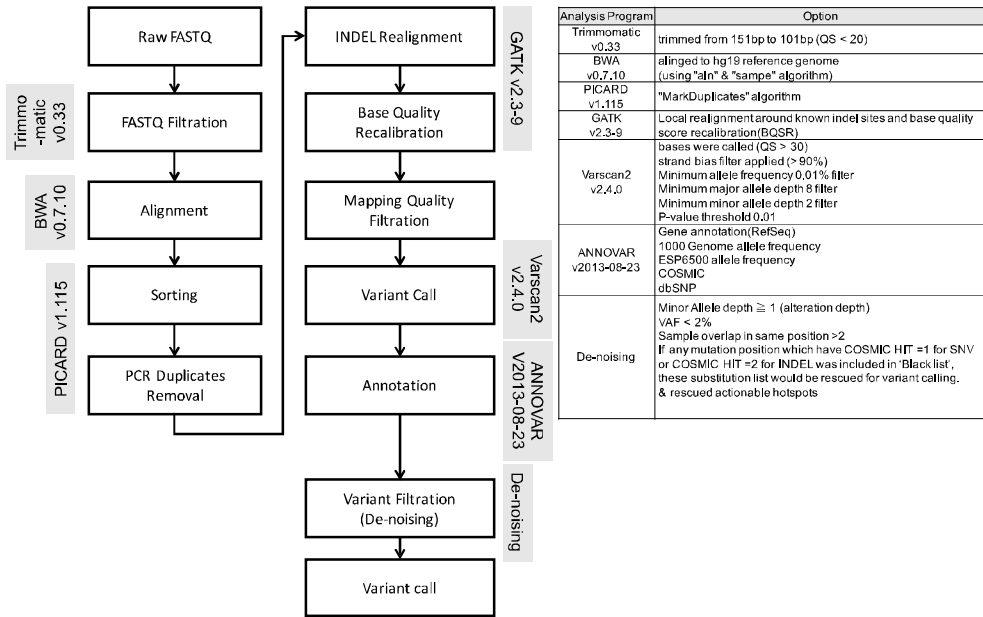 Raw FASTQ
FASTQ Filtration
Alignment
Sorting
PCR Duplicates
Removal
Trimmo
-matic
v0.33
BWA
v0.7.10
PICARD v1.115
INDEL Realignment
Base Quality
Recalibration
Mapping Quality
Filtration
Variant Call
Annotation
Variant Filtration
(De-noising)
Variant call
GATK v2.3-9
Varscan2
v2.4.0
ANNOVAR
V2013-08-23
De-noising
Analysis Program
Option
Trimmomatic
v0.33
trimmed from 151bp to 101bp (QS < 20)
BWA
v0.7.10
alinged to hg19 reference genome
(using "aln" & "sampe" algorithm)
PICARD
v1.115
"MarkDuplicates" algorithm
GATK
v2.3-9
Local realignment around known indel sites and base quality
score recalibration(BQSR)
Varscan2
v2.4.0
bases were called (QS > 30)
strand bias filter applied (> 90%)
Minimum allele frequency 0,01% filter
Minimum major allele depth 8 filter
Minimum minor allele depth 2 filter
P-value threshold 0.01
ANNOVAR
v2013-08-23
Gene annotation(RefSeq)
1000 Genome allele frequency
ESP6500 allele frequency
COSMIC
dbSNP
De-noising
Minor Allele depth ≧ 1 (alteration depth)
VAF < 2%
Sample overlap in same position >2
If any mutation position which have COSMIC HIT =1 for SNV
or COSMIC HIT =2 for INDEL was included in 'Black list',
these substitution list would be rescued for variant calling.
& rescued actionable hotspots